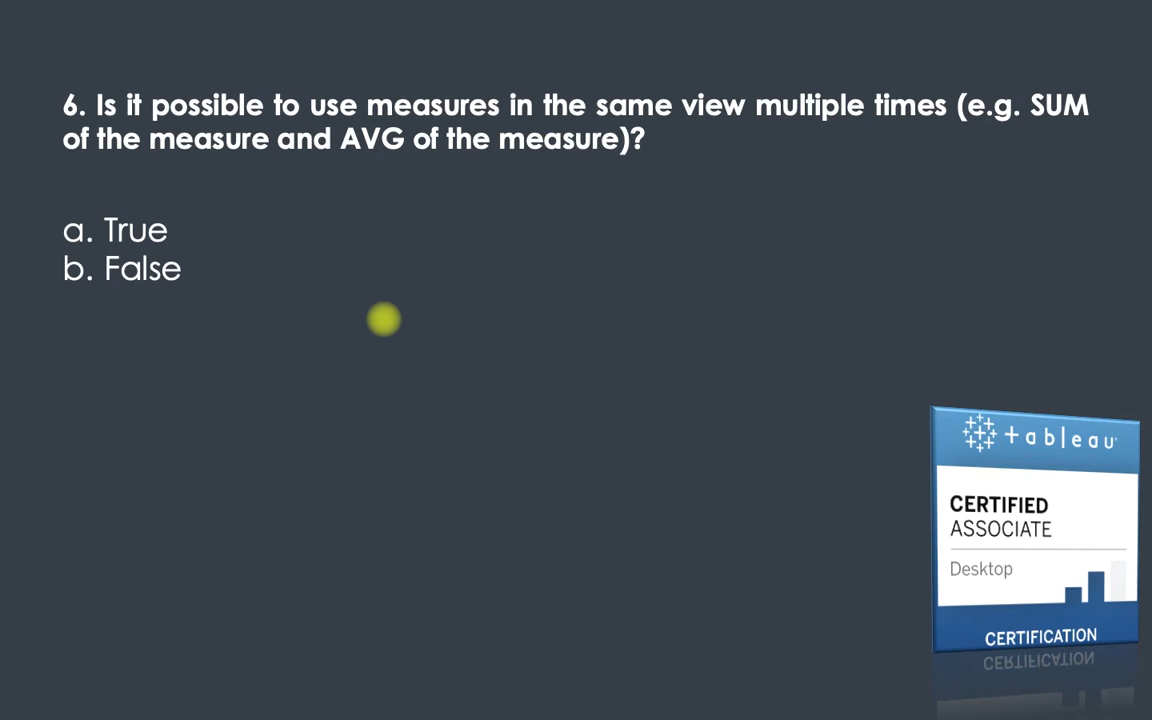 6. Is it possible to use measures in the same view multiple times (e.g. SUM
of the measure and AVG of the measure)?
a. True
b. False
+ableau
CERTIFIED
ASSOCIATE
Desktop
CERTIFICATION